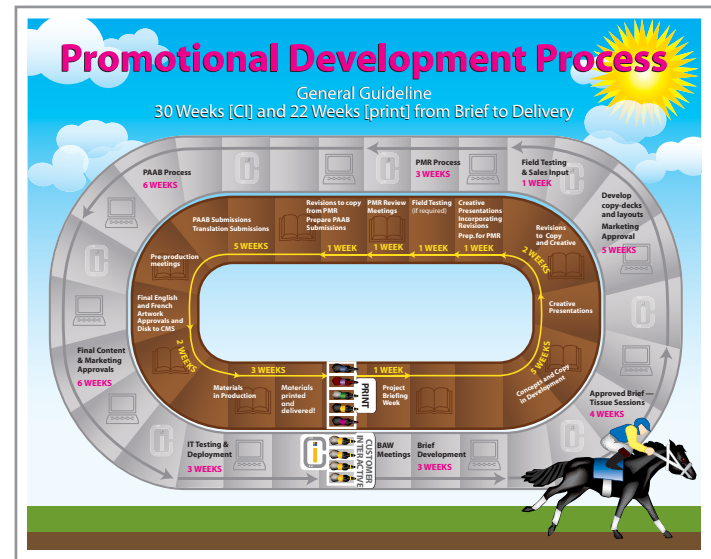 Promotional Development Process
General Guideline
30 Weeks [CI] and 22 Weeks [print] from Brief to Delivery
PAAB Process
6 WEEKS
PMR Process
3 WEEKS
Field Testing
& Sales Input
1 WEEK
Develop
copy-decks
and layouts
Marketing
Approval
5 WEEKS
Approved Brief —
Tissue Sessions
4 WEEKS
Brief
Development
3 WEEKS
BAW
Meetings
CUSTOMER
INTERACTIVE
IT Testing &
Deployment
3 WEEKS
Final Content
& Marketing
Approvals
6 WEEKS
PAAB Submissions
Translation Submissions
5 WEEKS
Revisions to copy
from PMR
Prepare PAAB
Submissions
1 WEEK
PMR Review
Meetings
1 WEEK
Field Testing
(if required)
1 WEEK
Creative
Presentations
Incorporating
Revisions
Prep. for PMR
1 WEEK
Revisions
to Copy
and Creative
2 WEEKS
Creative
Presentations
Concepts and Copy
in Development
5 WEEKS
Project
Briefing
Week
1 WEEK
PRINT
Materials
printed
and
delivered!
Materials
in Production
3 WEEKS
2 WEEKS
Final English
and French
Artwork
Approvals and
Disk to CMS
Pre-production
meetings